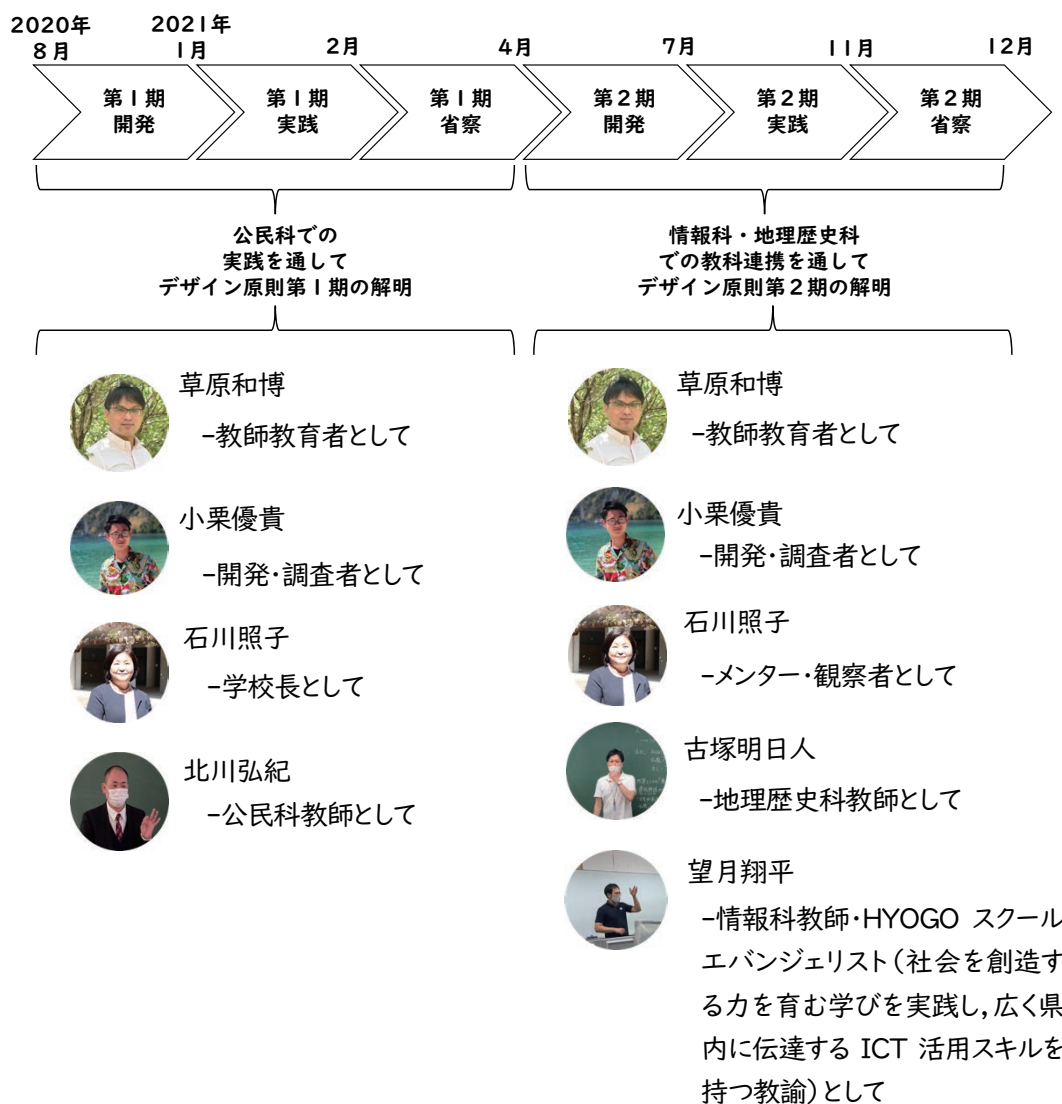 2020年
8月
2021年
1月
2月
4月
7月
11月
12月
第1期
開発
第1期
実践
第1期
省察
第2期
開発
第2期
実践
第2期
省察
公民科での
実践を通して
デザイン原則第1期の解明
情報科・地理歴史科
での教科連携を通して
デザイン原則第2期の解明
草原和博
-教師教育者として
小栗優貴
-開発・調査者として
石川照子
-学校長として
北川弘紀
-公民科教師として
草原和博
-教師教育者として
小栗優貴
-開発・調査者として
石川照子
-メンター・観察者として
古塚明日人
-地理歴史科教師として
望月翔平
-情報科教師・HYOGO スクール
エバンジェリスト(社会を創造す
る力を育む学びを実践し,広く県
内に伝達する ICT 活用スキルを
持つ教諭)として